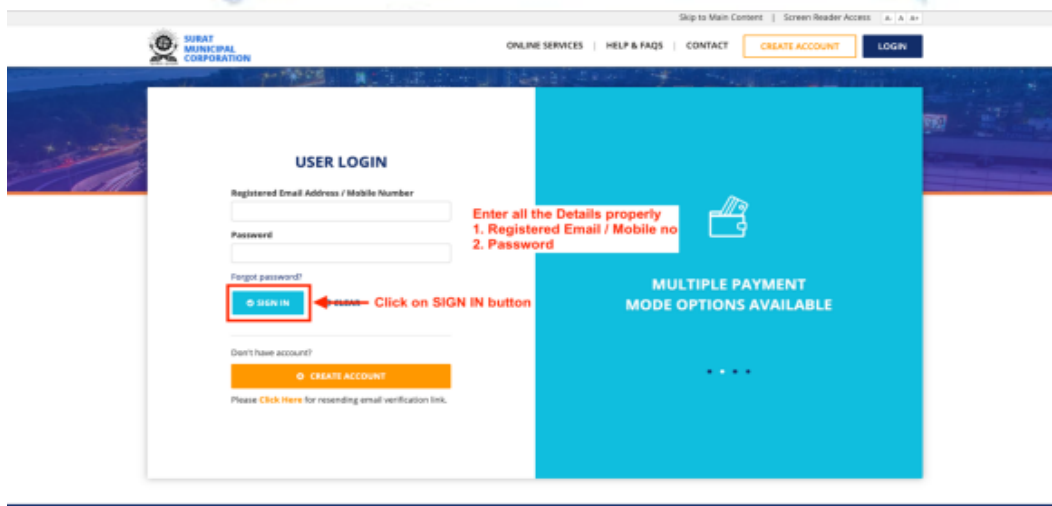 Skip to Main Content | Screen Reader Access A- A A+
SURAT
MUNICIPAL
CORPORATION
ONLINE SERVICES | HELP & FAQS | CONTACT CREATE ACCOUNT LOGIN
USER LOGIN
Registered Email Address / Mobile Number
Enter all the Details properly
1. Registered Email / Mobile no
2. Password
Password
Forgot password?
SIGN IN CLEAR Click on SIGN IN button
Don't have account?
CREATE ACCOUNT
Please Click Here for resending email verification link.
MULTIPLE PAYMENT
MODE OPTIONS AVAILABLE